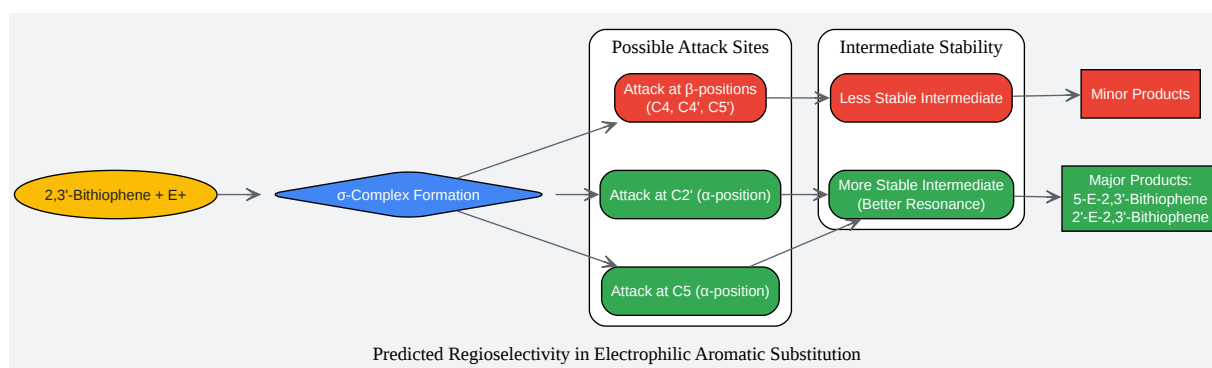 Possible Attack Sites
Intermediate Stability
Attack at β-positions
(C4, C4', C5')
Less Stable Intermediate
Minor Products
2,3'-Bithiophene + E+
σ-Complex Formation
Attack at C2' (α-position)
More Stable Intermediate
(Better Resonance)
Major Products:
5-E-2,3'-Bithiophene
2'-E-2,3'-Bithiophene
Attack at C5 (α-position)
Predicted Regioselectivity in Electrophilic Aromatic Substitution